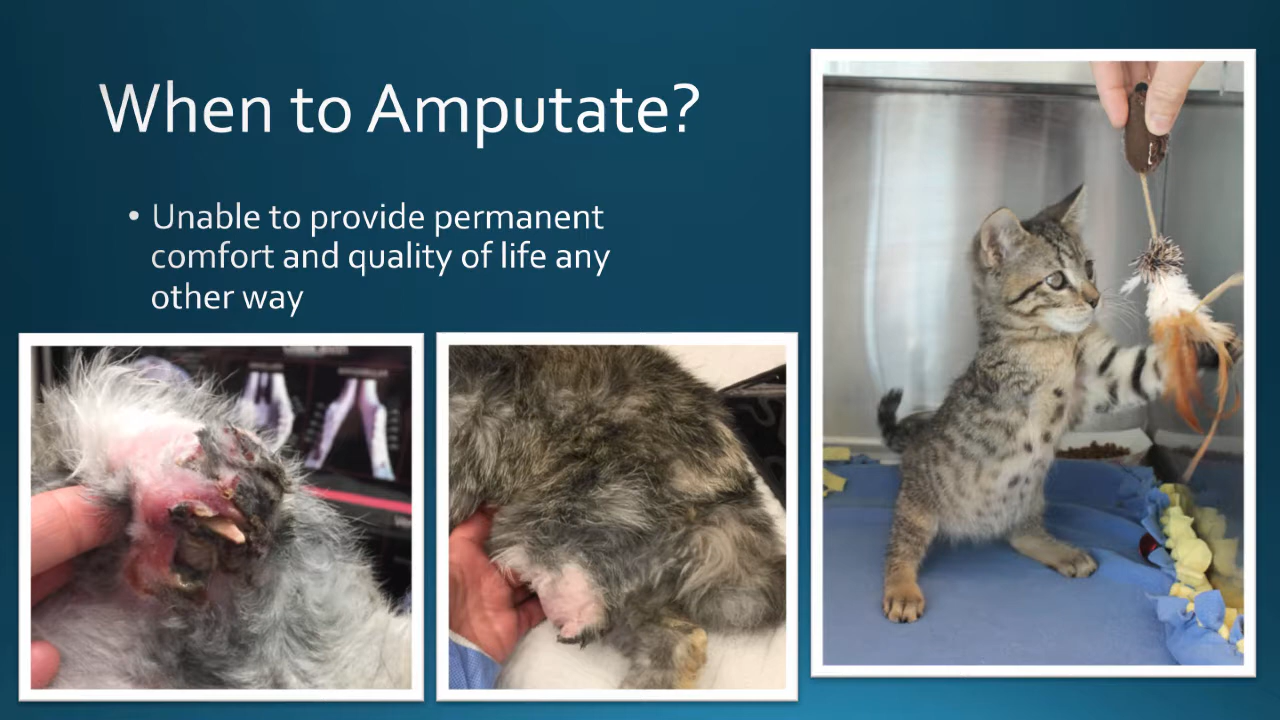 When to Amputate?
• Unable to provide permanent
comfort and quality of life any
other way